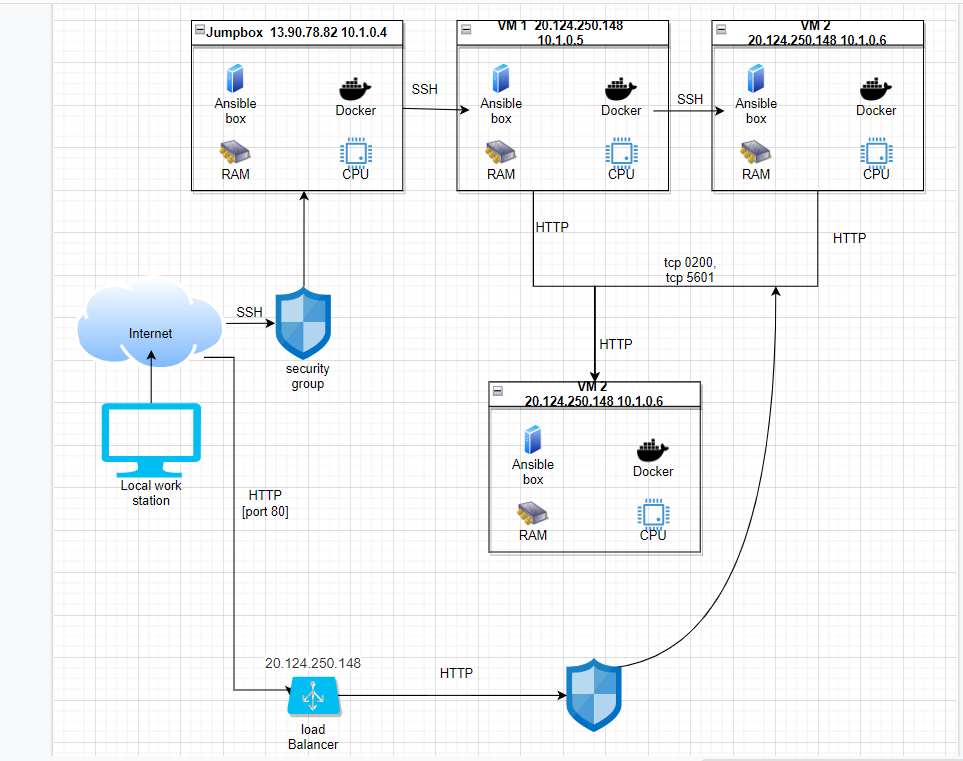 Jumpbox 13.90.78.82 10.1.0.4
Ansible
box
Docker
RAM
CPU
SSH
VM 1 20.124.250.148
10.1.0.5
Ansible
box
Docker
RAM
CPU
SSH
VM 2
20.124.250.148 10.1.0.6
Ansible
box
Docker
RAM
CPU
HTTP
HTTP
tcp 0200,
tcp 5601
Internet
SSH
security
group
HTTP
VM 2
20.124.250.148 10.1.0.6
Ansible
box
Docker
RAM
CPU
Local work
station
HTTP
[port 80]
20.124.250.148
load
Balancer
HTTP